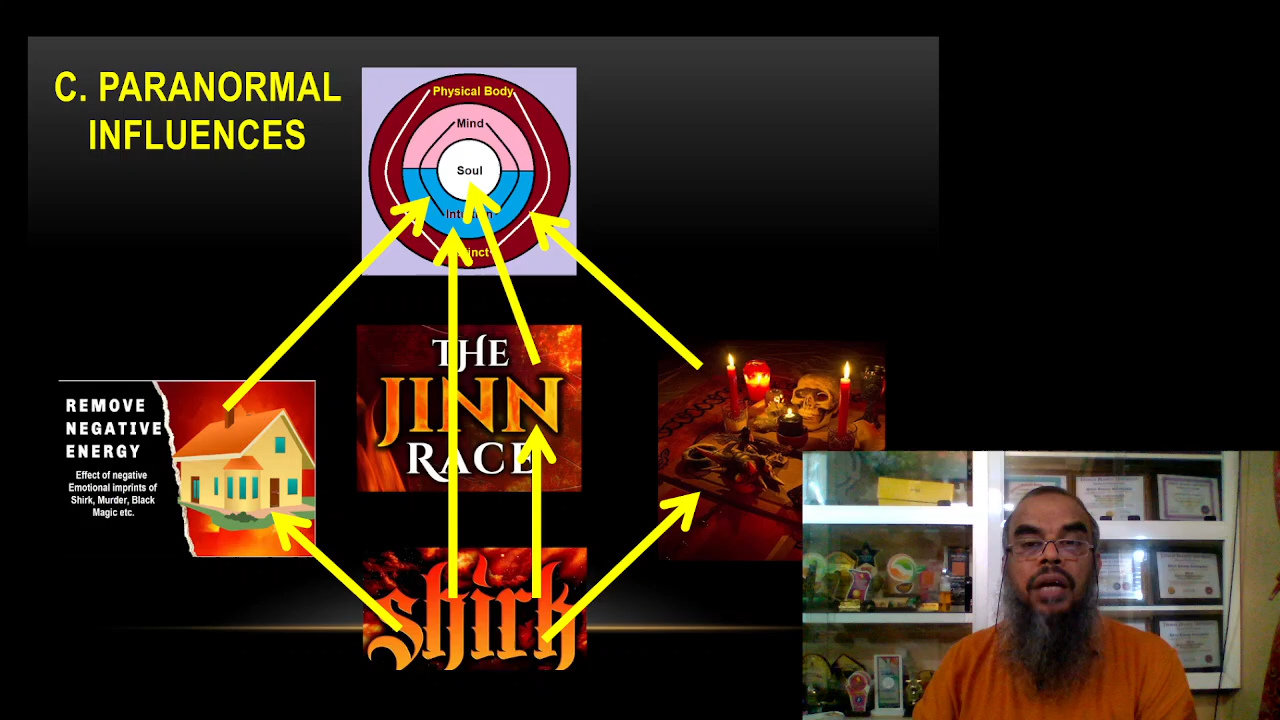 C. PARANORMAL
INFLUENCES
Physical Body
Mind
Soul
REMOVE
NEGATIVE
ENERGY
Effect of negative
Emotional imprints of
Shirk, Murder, Black
Magic etc.
THE
JINN
RACE
shirk